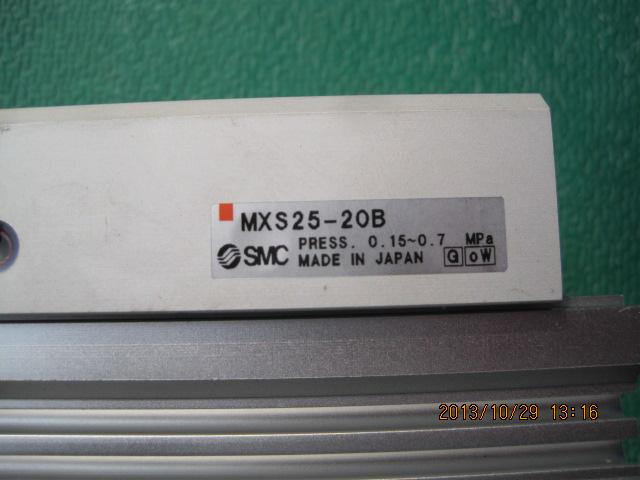 MXS25-20B
PRESS. 0.15~0.7 MPa
SMC MADE IN JAPAN G oW
2013/10/29 13:16